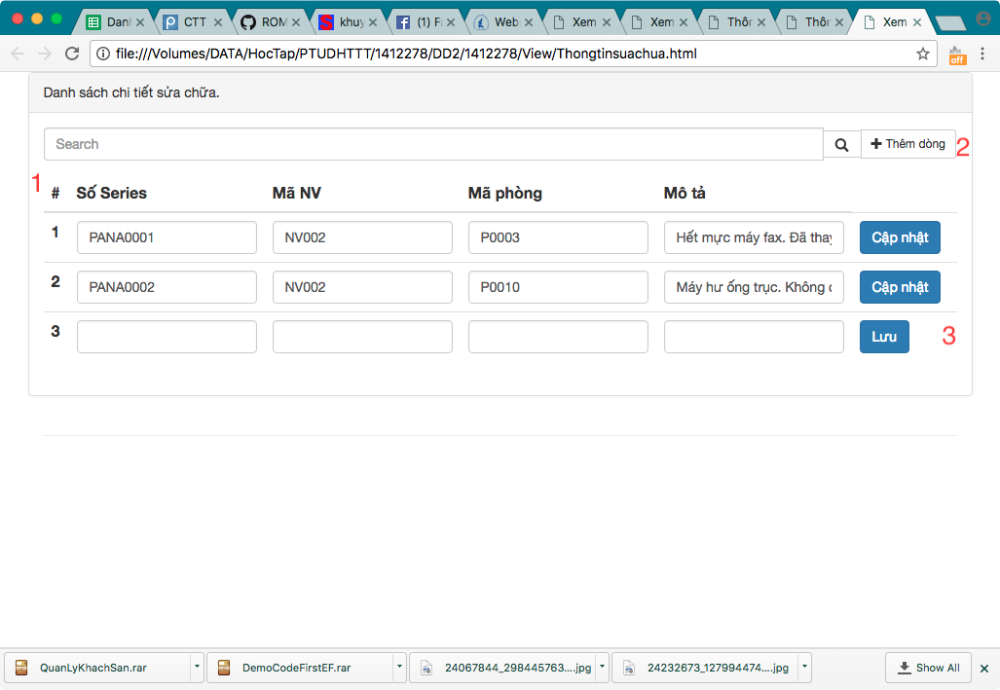 Danh
CTT
ROM
khuy
(1) F
Web
Xem
Xem
Thôn
Thôn
Xem
file:///Volumes/DATA/HocTap/PTUDHTTT/1412278/DD2/1412278/View/Thongtinsuachua.html
off
Danh sách chi tiết sửa chữa.
Search
Thêm dòng
2
1
# Số Series Mã NV Mã phòng Mô tả
1 PANA0001 NV002 P0003 Hết mực máy fax. Đã thay Cập nhật
2 PANA0002 NV002 P0010 Máy hư ống trục. Không Cập nhật
3 Lưu 3
QuanLyKhachSan.rar
DemoCodeFirstEF.rar
24067844_298445763....jpg
24232673_127994474....jpg
Show All